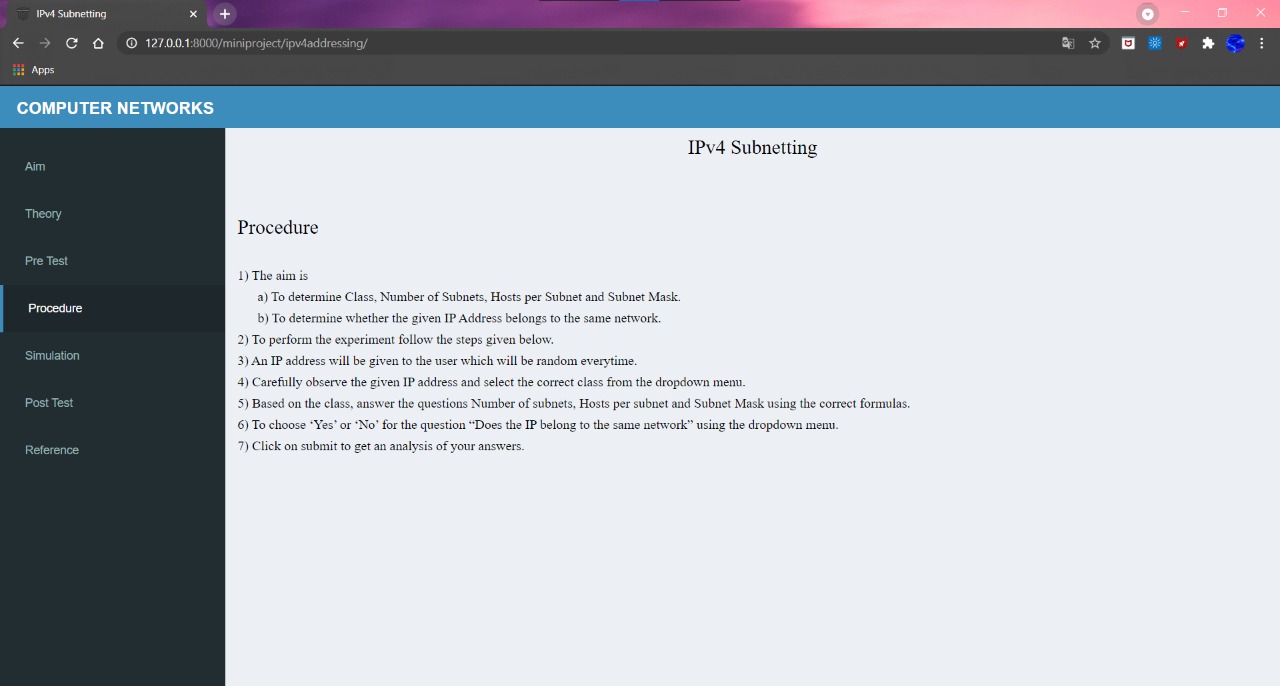 IPv4 Subnetting
127.0.0.1:8000/miniproject/ipv4addressing/
Apps
COMPUTER NETWORKS
Aim
Theory
Pre Test
Procedure
Simulation
Post Test
Reference
IPv4 Subnetting
Procedure
1) The aim is
a) To determine Class, Number of Subnets, Hosts per Subnet and Subnet Mask.
b) To determine whether the given IP Address belongs to the same network.
2) To perform the experiment follow the steps given below.
3) An IP address will be given to the user which will be random everytime.
4) Carefully observe the given IP address and select the correct class from the dropdown menu.
5) Based on the class, answer the questions Number of subnets, Hosts per subnet and Subnet Mask using the correct formulas.
6) To choose ‘Yes’ or ‘No’ for the question “Does the IP belong to the same network” using the dropdown menu.
7) Click on submit to get an analysis of your answers.